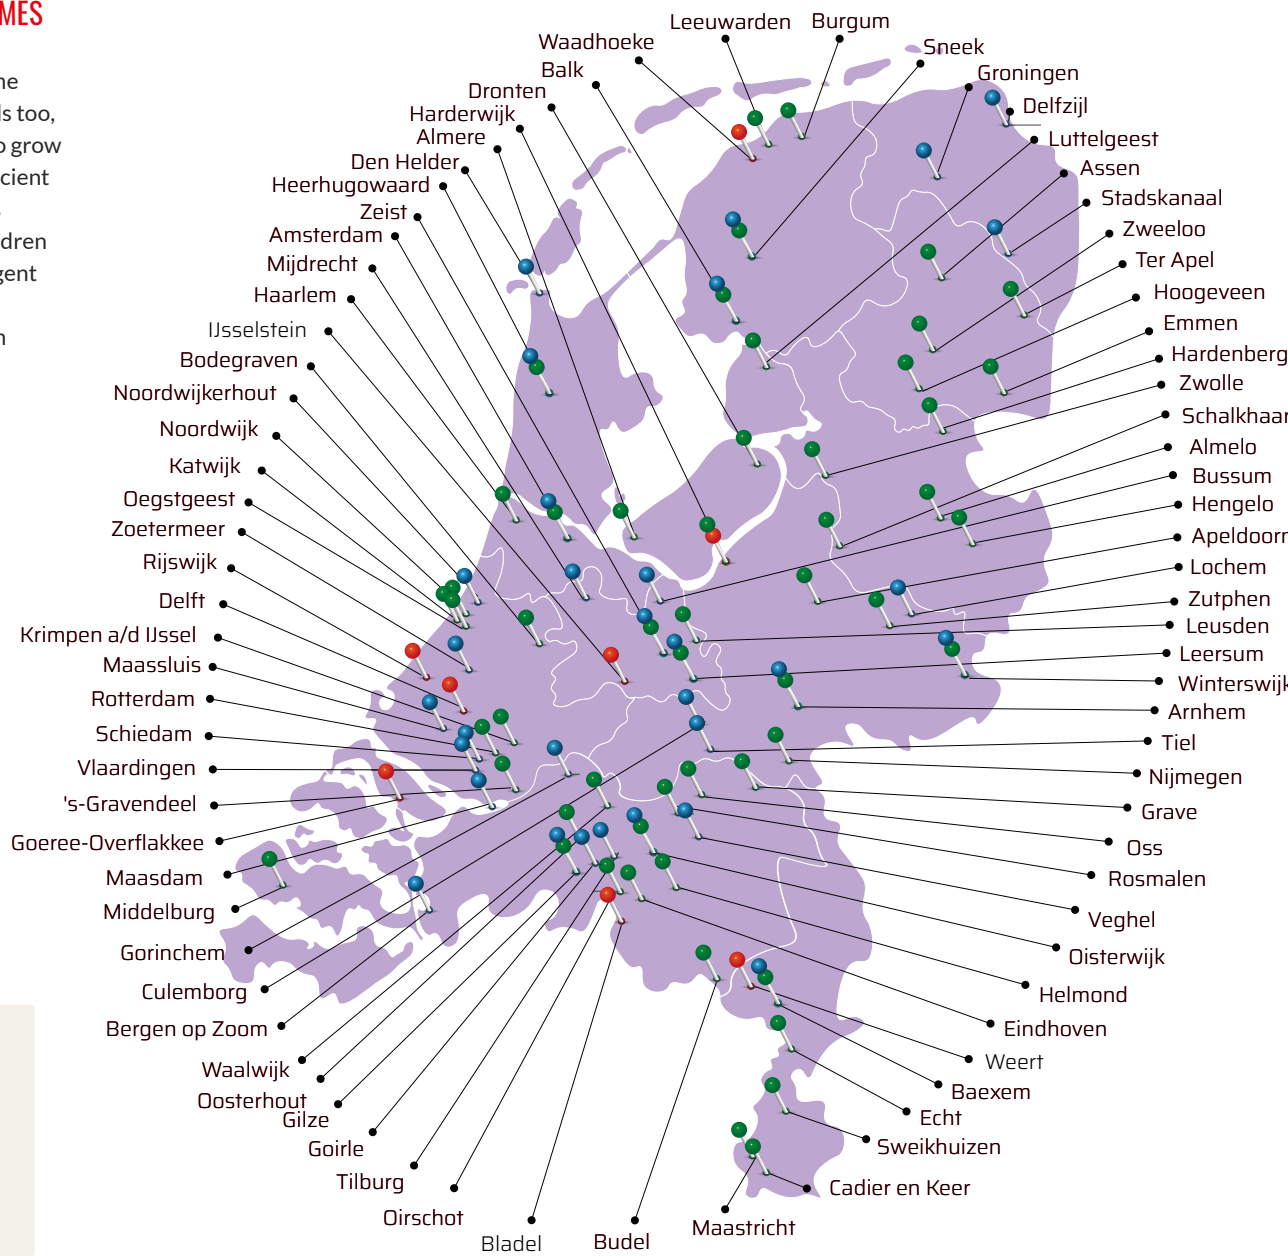 MES
ne
ls too,
o grow
cient
dren
gent
n
Leeuwarden
Burgum
Waadhoeke
Sneek
Balk
Groningen
Dronten
Delfzijl
Harderwijk
Luttelgeest
Almere
Assen
Den Helder
Stadskanaal
Heerhugowaard
Zweeloo
Zeist
Ter Apel
Amsterdam
Hoogeveen
Mijdrecht
Emmen
Haarlem
Hardenberg
IJsselstein
Zwolle
Bodegraven
Schalkhaar
Noordwijkerhout
Almelo
Noordwijk
Bussum
Katwijk
Hengelo
Oegstgeest
Apeldoorn
Zoetermeer
Lochem
Rijswijk
Zutphen
Delft
Leusden
Krimpen a/d IJssel
Leersum
Maassluis
Winterswijk
Rotterdam
Arnhem
Schiedam
Tiel
Vlaardingen
Nijmegen
's-Gravendeel
Grave
Goeree-Overflakkee
Oss
Maasdam
Rosmalen
Middelburg
Veghel
Gorinchem
Oisterwijk
Culemborg
Helmond
Bergen op Zoom
Eindhoven
Waalwijk
Weert
Oosterhout
Baexem
Gilze
Echt
Goirle
Sweikhuizen
Tilburg
Cadier en Keer
Oirschot
Maastricht
Bladel
Budel